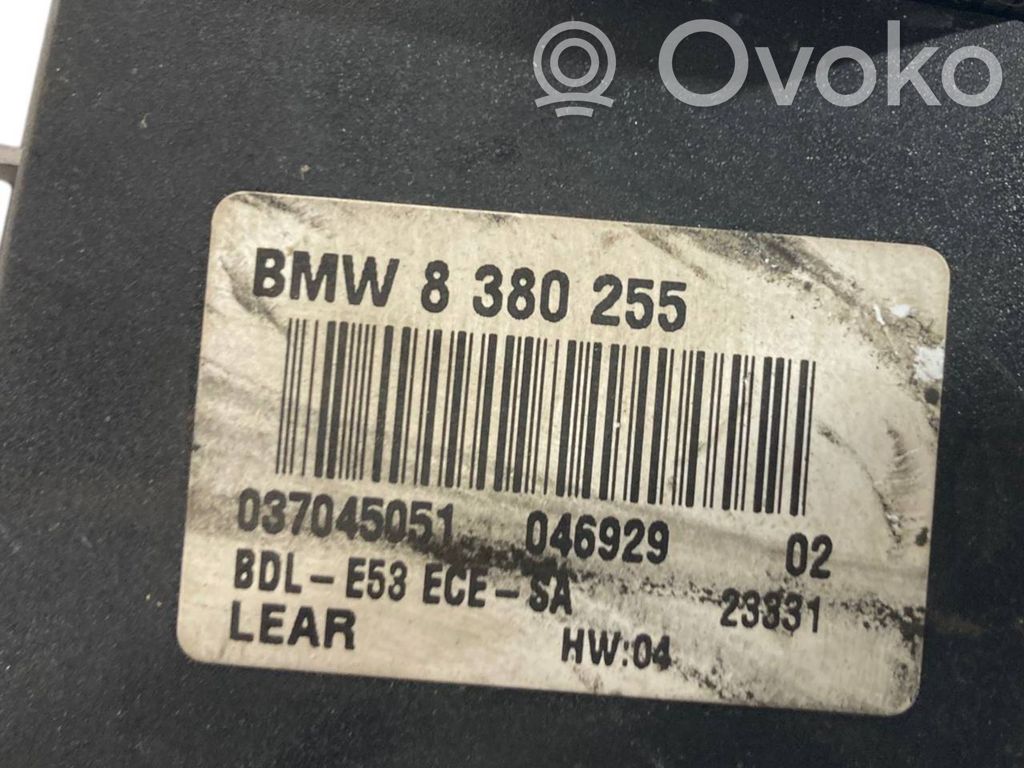 Ovoko
BMW 8 380 255
037045051 046929 02
BDL-E53 ECE-SA 23331
LEAR HW:04